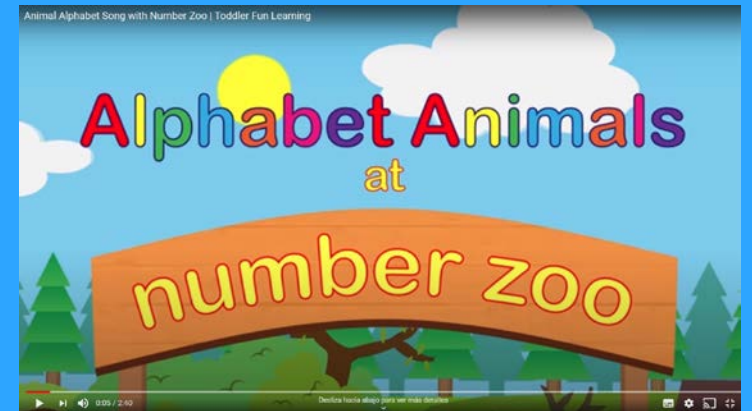 Animal Alphabet Song with Number Zoo | Toddler Fun Learning
Alphabet Animals
at
number zoo
0:05 / 2:40
Desliza hacia abajo para ver más detalles